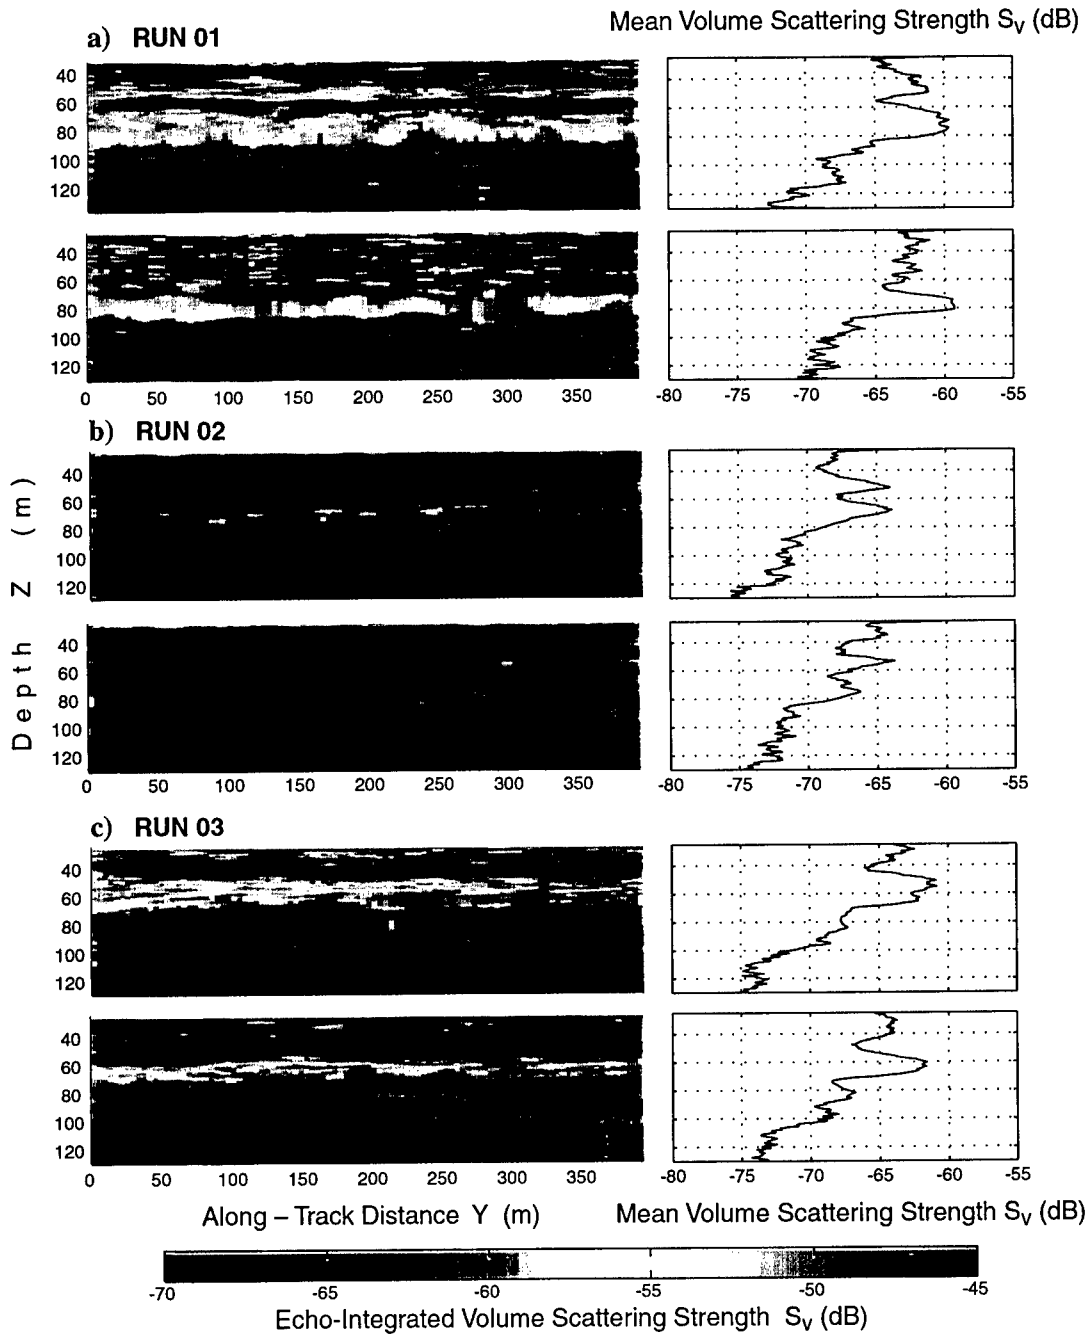 Mean Volume Scattering Strength Sv (dB)
a) RUN 01
40
60
80
100
120
40
60
80
100
120
0 50 100 150 200 250 300 350
-80 -75 -70 -65 -60 -55
b) RUN 02
40
60
80
100
120
40
60
80
100
120
0 50 100 150 200 250 300 350
-80 -75 -70 -65 -60 -55
Depth Z (m)
c) RUN 03
40
60
80
100
120
40
60
80
100
120
0 50 100 150 200 250 300 350
-80 -75 -70 -65 -60 -55
Along – Track Distance Y (m)
Mean Volume Scattering Strength Sv (dB)
-70 -65 -60 -55 -50 -45
Echo-Integrated Volume Scattering Strength Sv (dB)